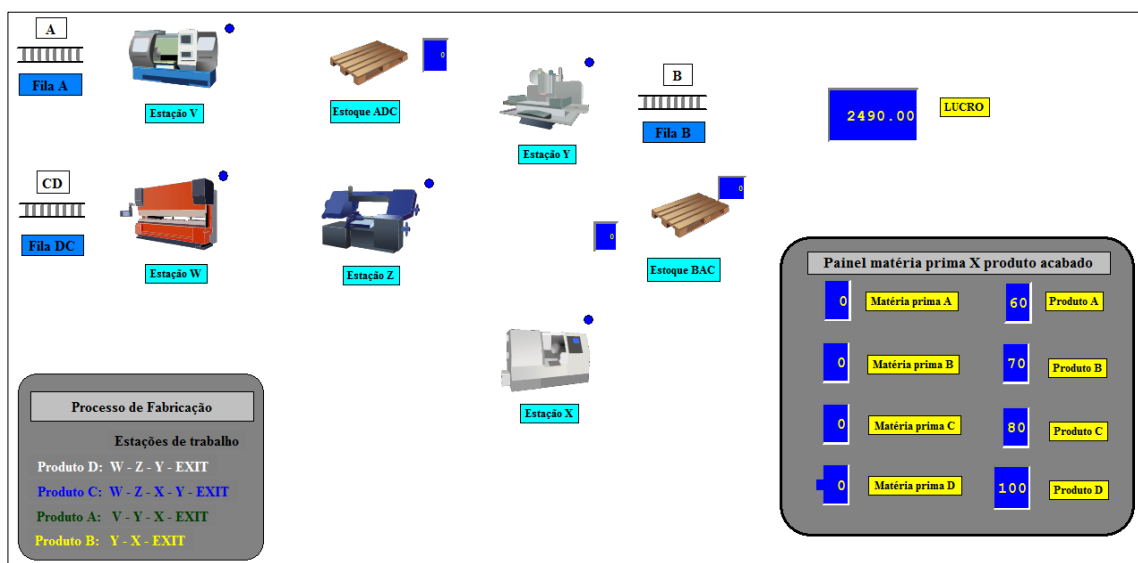 A
Fila A
Estação V
0
Estoque ADC
Estação Y
B
Fila B
2490.00
LUCRO
CD
Fila DC
Estação W
Estação Z
0
0
Estoque BAC
Estação X
Painel matéria prima X produto acabado
0 Matéria prima A 60 Produto A
0 Matéria prima B 70 Produto B
0 Matéria prima C 80 Produto C
0 Matéria prima D 100 Produto D
Processo de Fabricação
Estações de trabalho
Produto D: W - Z - Y - EXIT
Produto C: W - Z - X - Y - EXIT
Produto A: V - Y - X - EXIT
Produto B: Y - X - EXIT